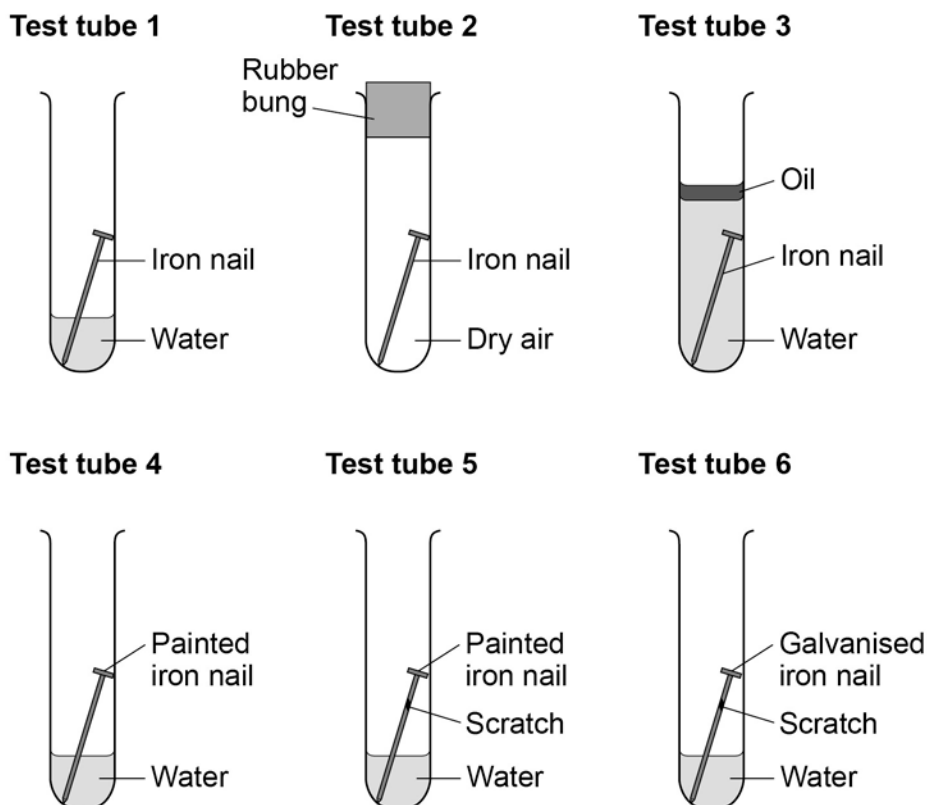 Test tube 1
Test tube 2
Test tube 3
Rubber
bung
Oil
Iron nail
Iron nail
Iron nail
Water
Dry air
Water
Test tube 4
Test tube 5
Test tube 6
Painted
iron nail
Painted
iron nail
Galvanised
iron nail
Scratch
Scratch
Water
Water
Water